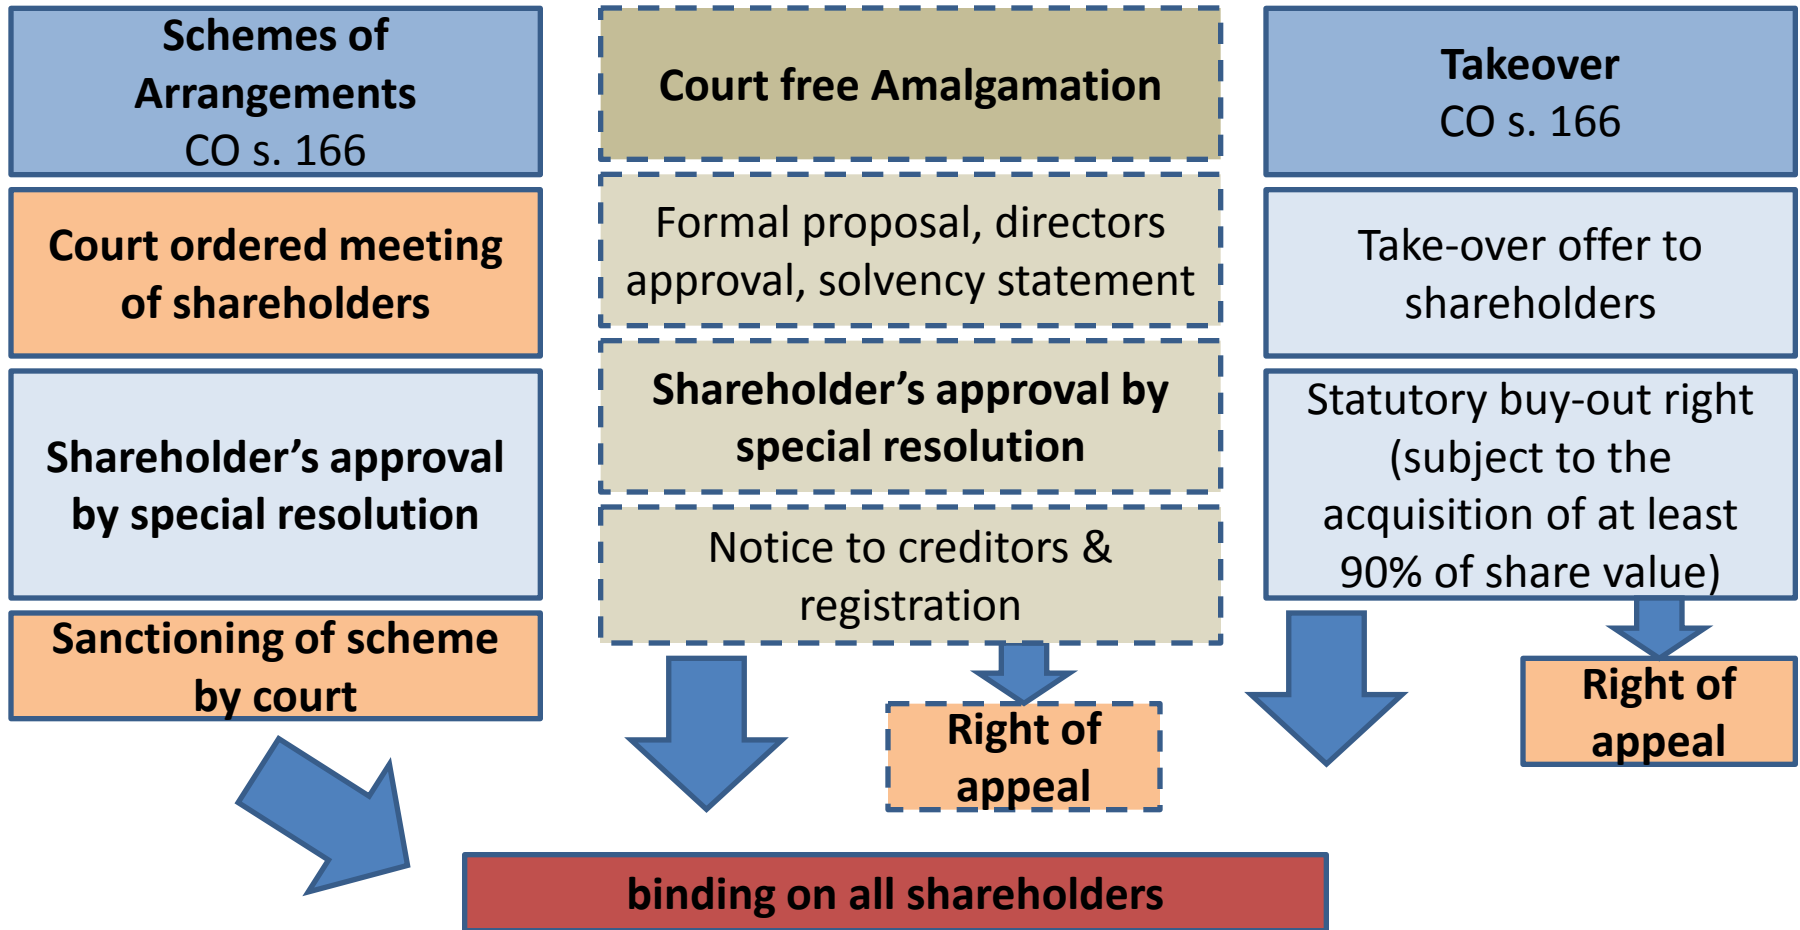 Schemes of
Arrangements
CO s. 166
Court ordered meeting
of shareholders
Shareholder’s approval
by special resolution
Sanctioning of scheme
by court
Court free Amalgamation
Formal proposal, directors
approval, solvency statement
Shareholder’s approval by
special resolution
Notice to creditors &
registration
Right of
appeal
Takeover
CO s. 166
Take-over offer to
shareholders
Statutory buy-out right
(subject to the
acquisition of at least
90% of share value)
Right of
appeal
binding on all shareholders